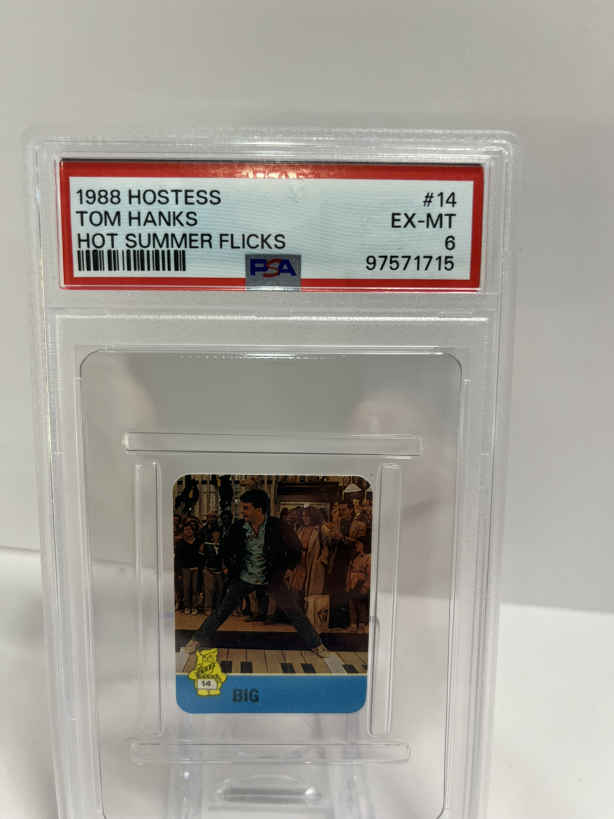 1988 HOSTESS #14
TOM HANKS EX-MT
HOT SUMMER FLICKS 6
PSA 97571715
14
BIG